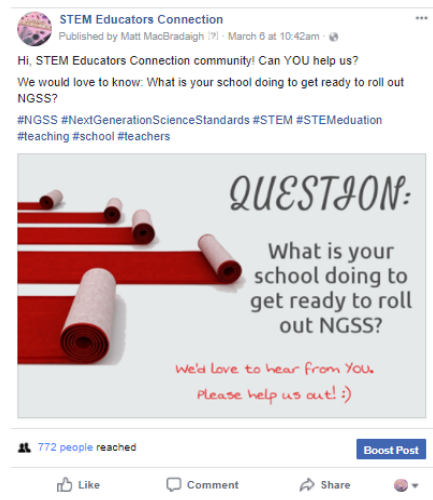 STEM Educators Connection
Published by Matt MacBradaigh [?] · March 6 at 10:42am ·
Hi, STEM Educators Connection community! Can YOU help us?
We would love to know: What is your school doing to get ready to roll out
NGSS?
#NGSS #NextGenerationScienceStandards #STEM #STEMeduation
#teaching #school #teachers
QUESTION:
What is your
school doing to
get ready to roll
out NGSS?
We'd love to hear from YOU.
Please help us out! :)
772 people reached
Boost Post
Like
Comment
Share